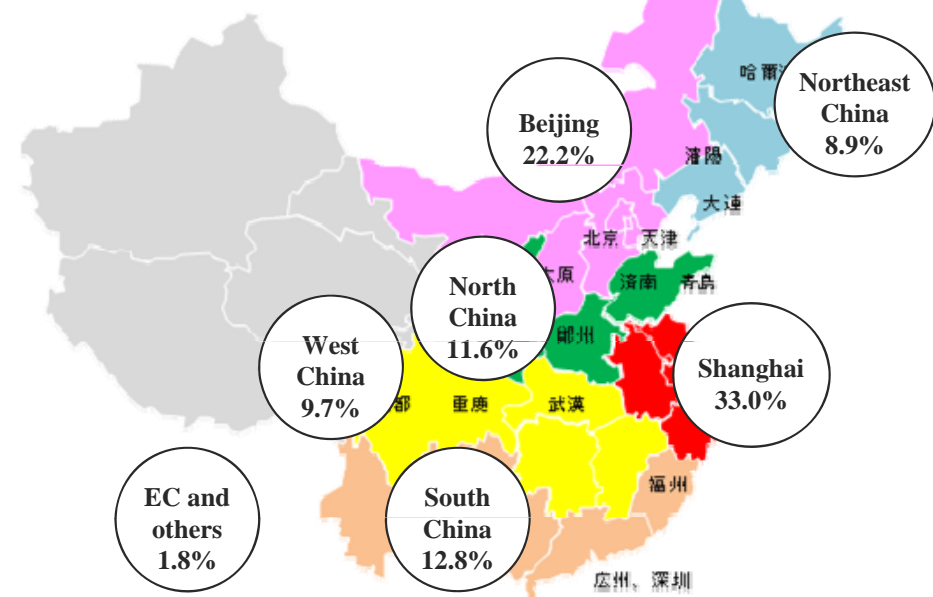 哈爾
Northeast
China
8.9%
Beijing
22.2%
瀋陽
大連
北京
天津
原
済南
青島
North
China
11.6%
鄭州
West
China
9.7%
Shanghai
33.0%
都
重慶
武漢
EC and
others
1.8%
South
China
12.8%
福州
広州、深圳